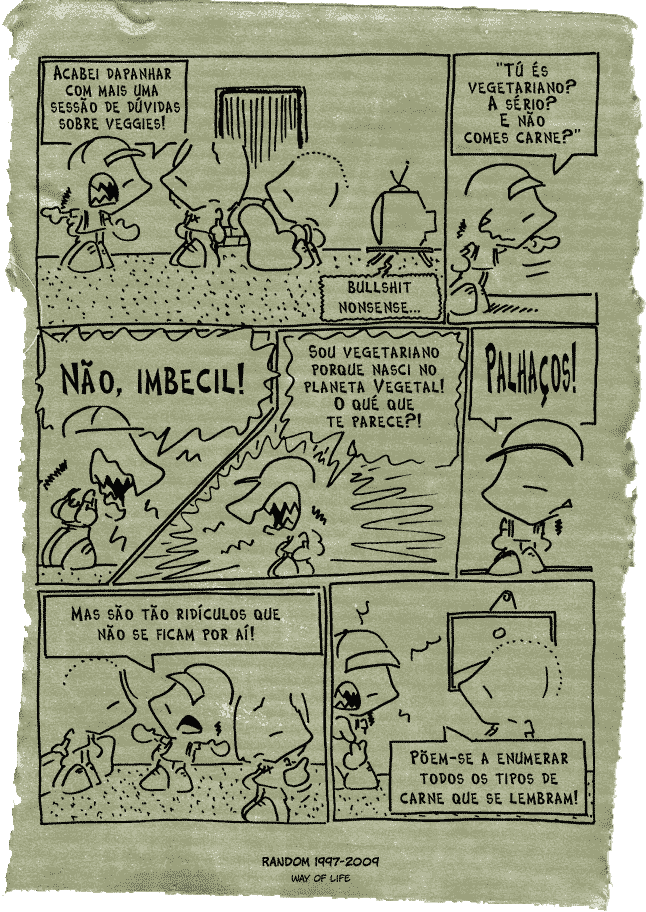 ACABEI DAPANHAR
COM MAIS UMA
SESSÃO DE DÚVIDAS
SOBRE VEGGIES!
BULLSHIT
NONSENSE...
"TÚ ÉS
VEGETARIANO?
A SÉRIO?
E NÃO
COMES CARNE?"
NÃO, IMBECIL!
SOU VEGETARIANO
PORQUE NASCI NO
PLANETA VEGETAL!
O QUÉ QUE
TE PARECE?!
PALHAÇOS!
MAS SÃO TÃO RIDÍCULOS QUE
NÃO SE FICAM POR AÍ!
PÕEM-SE A ENUMERAR
TODOS OS TIPOS DE
CARNE QUE SE LEMBRAM!
RANDOM 1997-2009
WAY OF LIFE